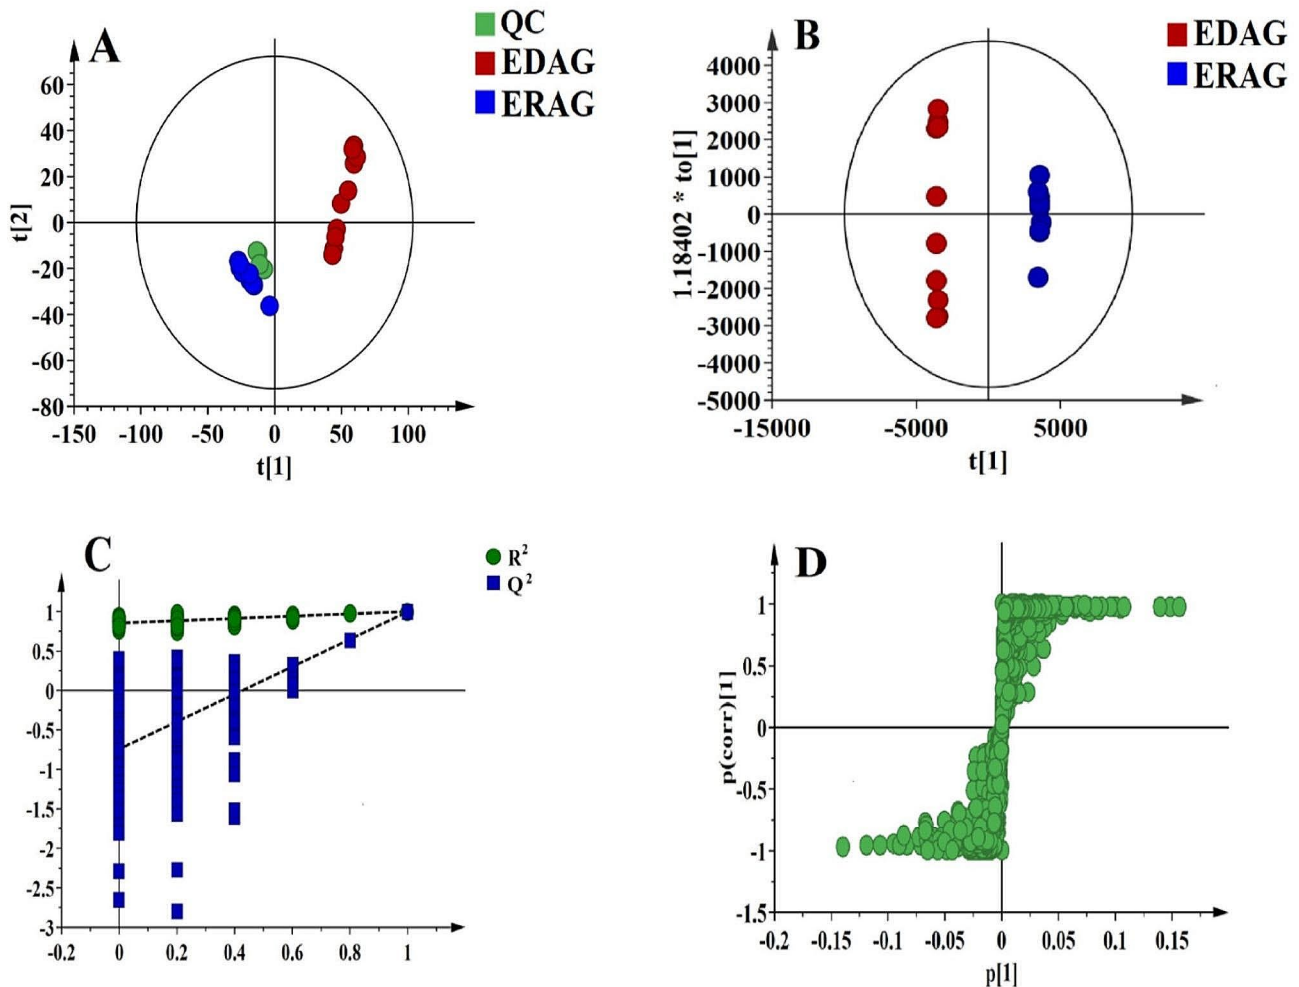 A
QC
EDAG
ERAG
60
40
20
0
-20
-40
-60
-80
t[2]
-150 -100 -50 0 50 100
t[1]
B
EDAG
ERAG
4000
3000
2000
1000
0
-1000
-2000
-3000
-4000
-5000
1.18402 * to[1]
-15000 -5000 5000
t[1]
C
R²
Q²
1
0.5
0
-0.5
-1
-1.5
-2
-2.5
-3
-0.2 0 0.2 0.4 0.6 0.8 1
D
1
0.5
0
-0.5
-1
-1.5
p(corr)[1]
-0.2 -0.15 -0.1 -0.05 0 0.05 0.1 0.15
p[1]